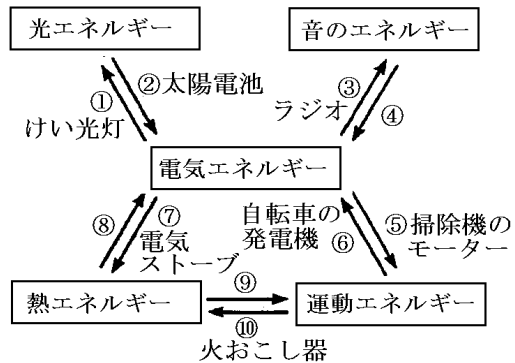 光エネルギー
音のエネルギー
①
けい光灯
②太陽電池
③
ラジオ
④
電気エネルギー
⑧
⑦
電気
ストーブ
自転車の
発電機
⑥
⑤掃除機の
モーター
熱エネルギー
⑨
⑩
運動エネルギー
火おこし器